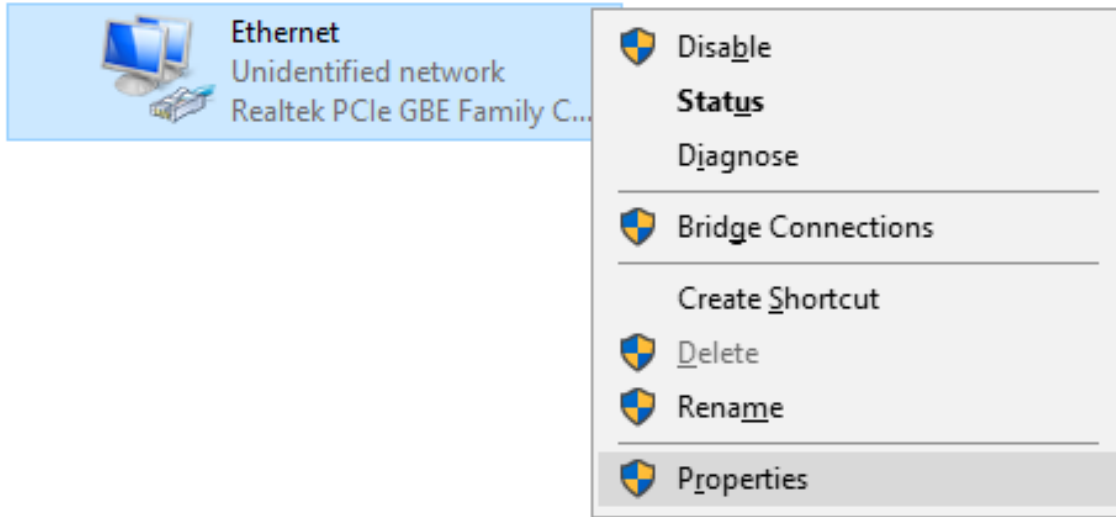 Ethernet
Unidentified network
Realtek PCIe GBE Family C...
Disable
Status
Diagnose
Bridge Connections
Create Shortcut
Delete
Rename
Properties